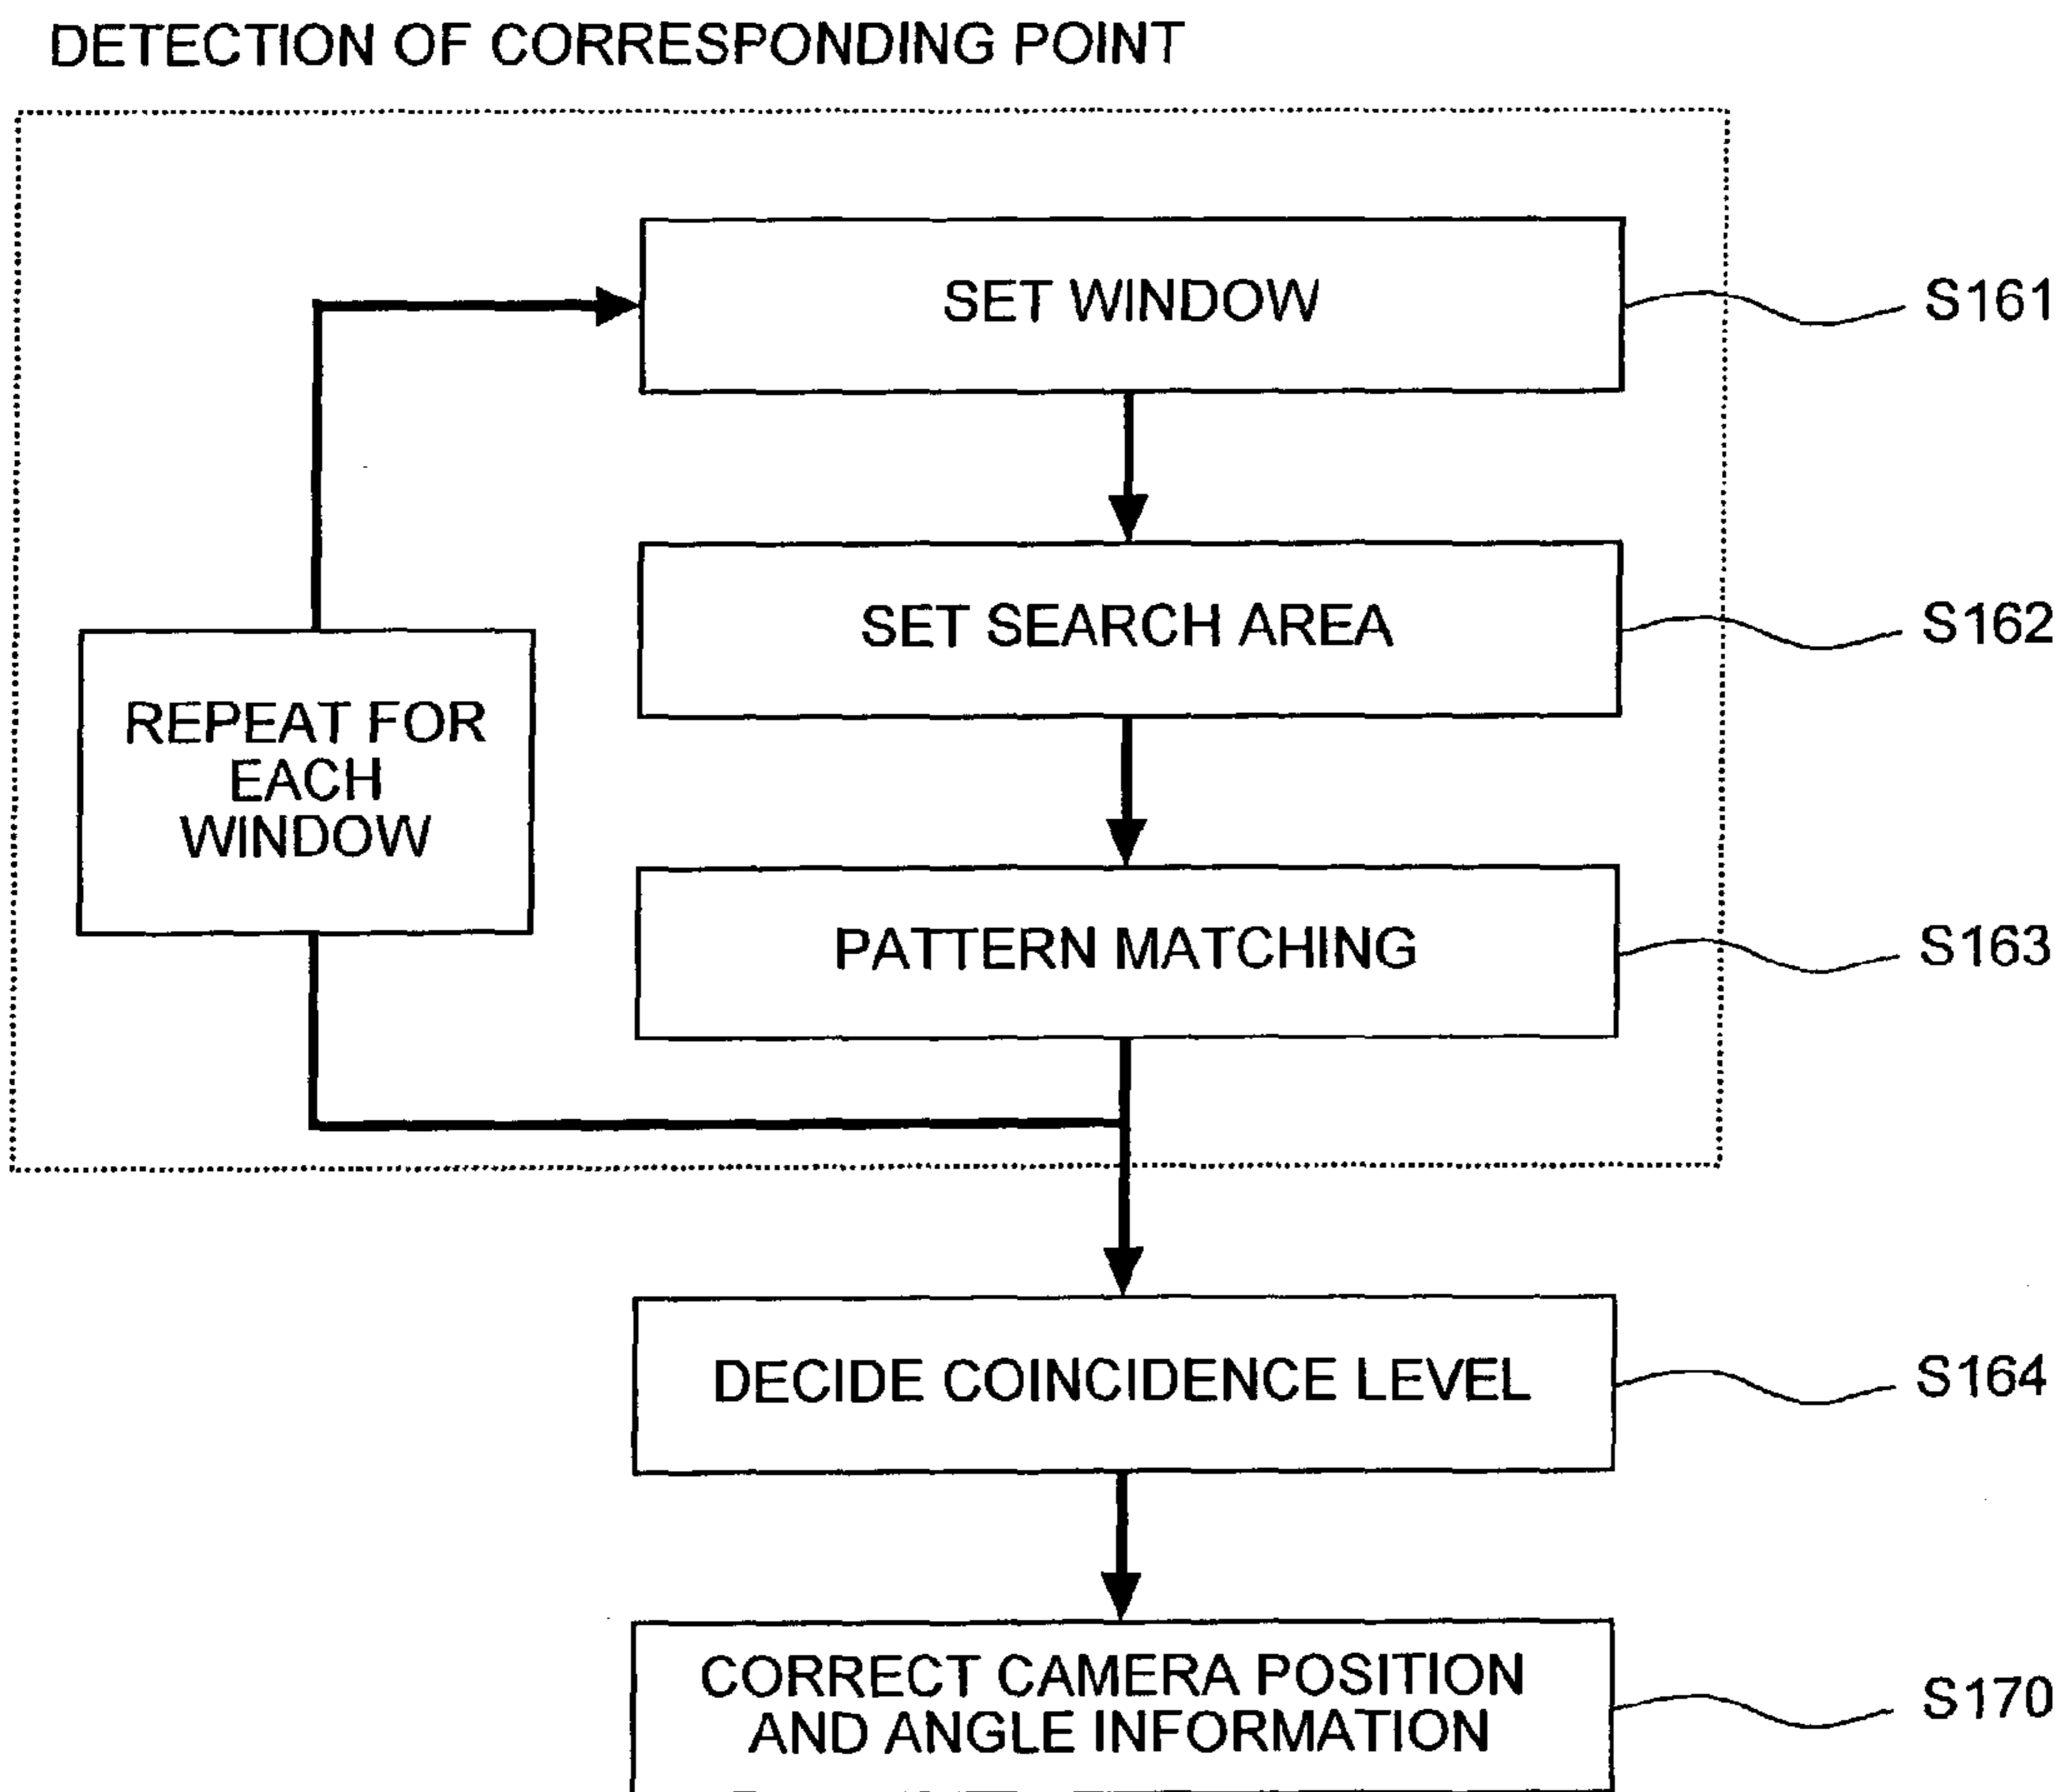 DETECTION OF CORRESPONDING POINT
SET WINDOW
S161
SET SEARCH AREA
S162
REPEAT FOR
EACH
WINDOW
PATTERN MATCHING
S163
DECIDE COINCIDENCE LEVEL
S164
CORRECT CAMERA POSITION
AND ANGLE INFORMATION
S170